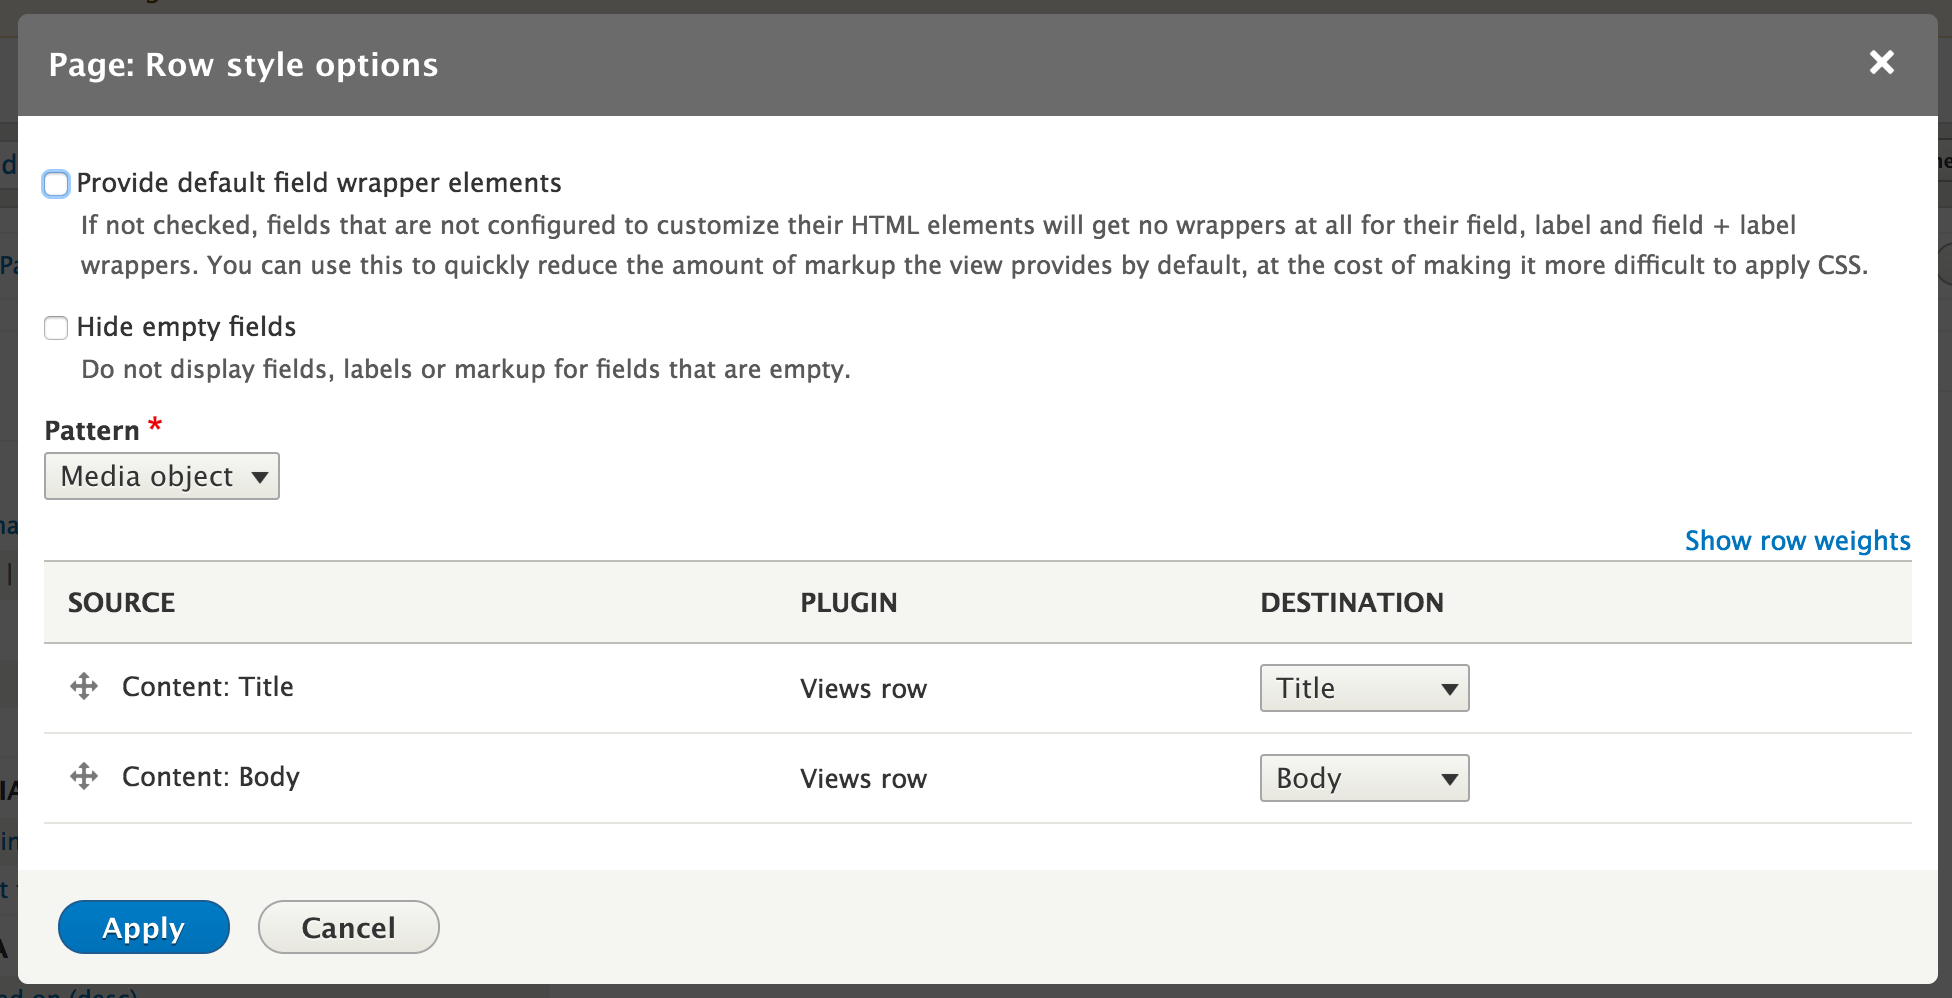 Page: Row style options
Provide default field wrapper elements
If not checked, fields that are not configured to customize their HTML elements will get no wrappers at all for their field, label and field + label
wrappers. You can use this to quickly reduce the amount of markup the view provides by default, at the cost of making it more difficult to apply CSS.
Hide empty fields
Do not display fields, labels or markup for fields that are empty.
Pattern *
Media object
Show row weights
SOURCE PLUGIN DESTINATION
Content: Title Views row Title
Content: Body Views row Body
Apply Cancel